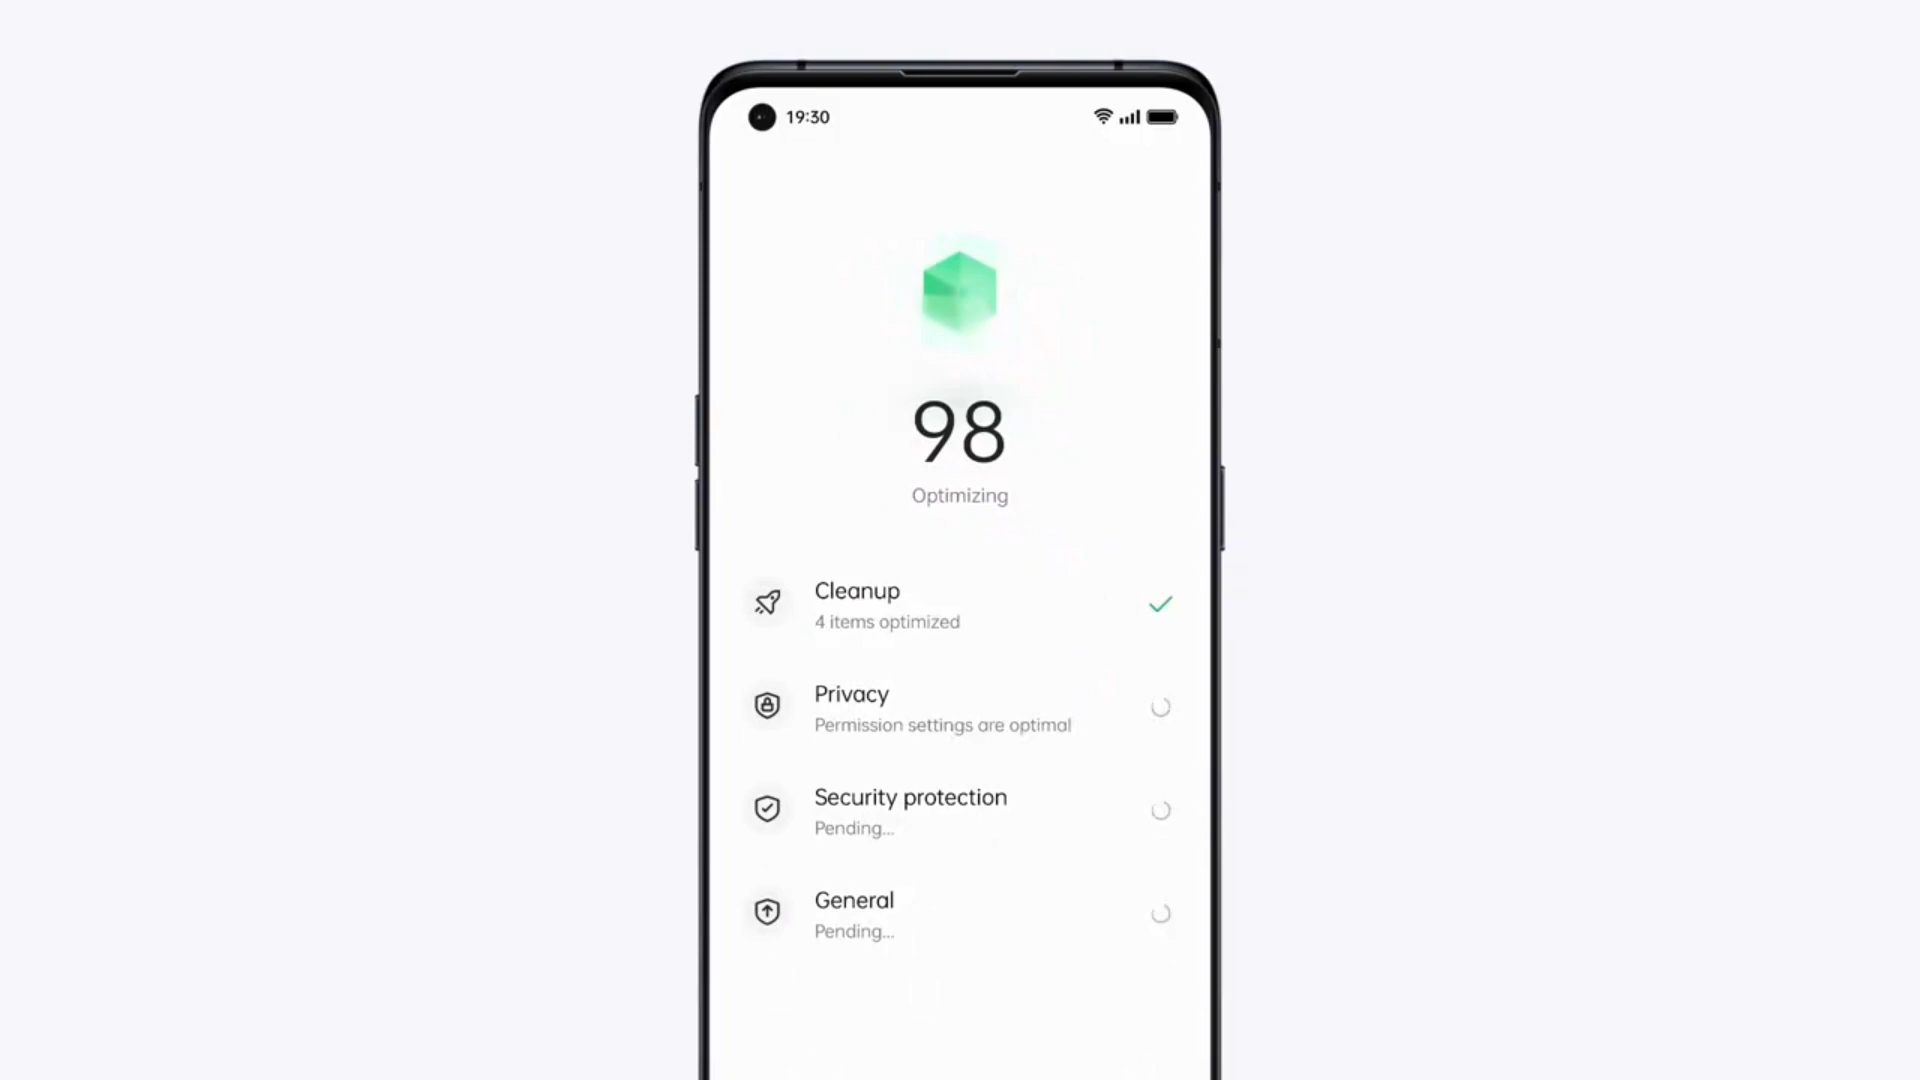 19:30
98
Optimizing
Cleanup
4 items optimized
Privacy
Permission settings are optimal
Security protection
Pending...
General
Pending...